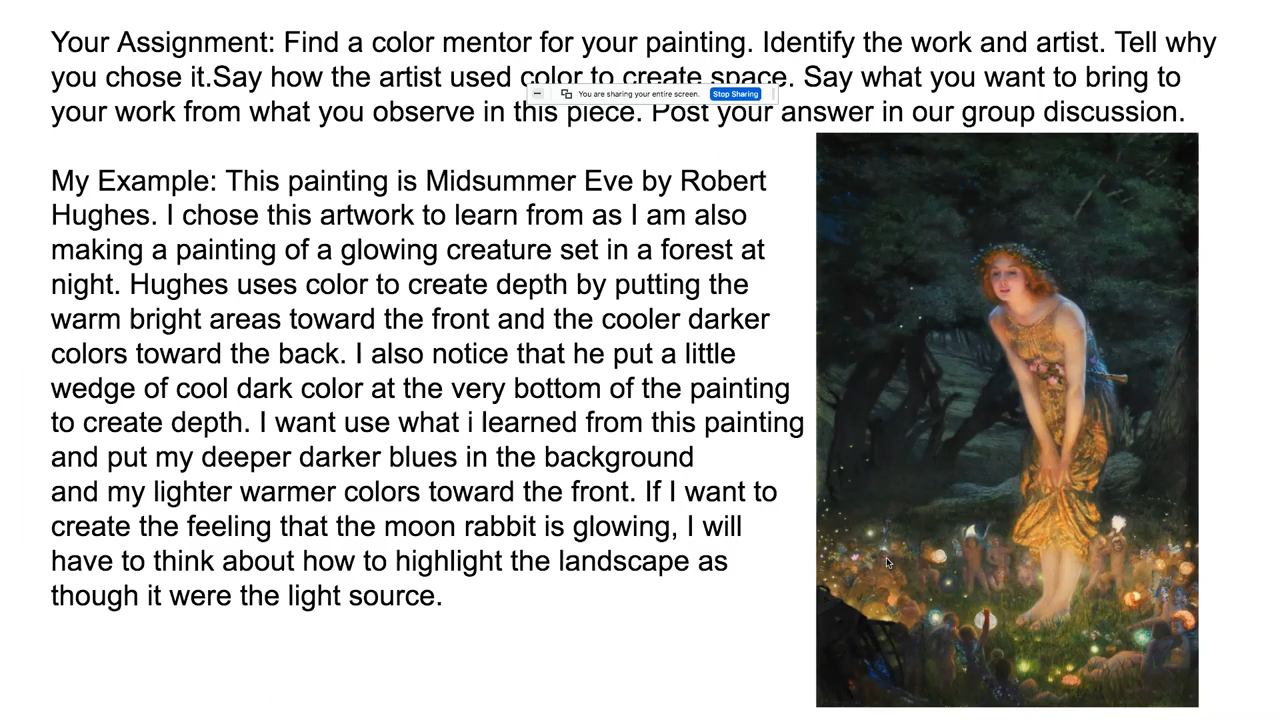 Your Assignment: Find a color mentor for your painting. Identify the work and artist. Tell why
you chose it.Say how the artist used color to create space. Say what you want to bring to
You are sharing your entire screen. Stop Sharing
your work from what you observe in this piece. Post your answer in our group discussion.
My Example: This painting is Midsummer Eve by Robert
Hughes. I chose this artwork to learn from as I am also
making a painting of a glowing creature set in a forest at
night. Hughes uses color to create depth by putting the
warm bright areas toward the front and the cooler darker
colors toward the back. I also notice that he put a little
wedge of cool dark color at the very bottom of the painting
to create depth. I want use what i learned from this painting
and put my deeper darker blues in the background
and my lighter warmer colors toward the front. If I want to
create the feeling that the moon rabbit is glowing, I will
have to think about how to highlight the landscape as
though it were the light source.